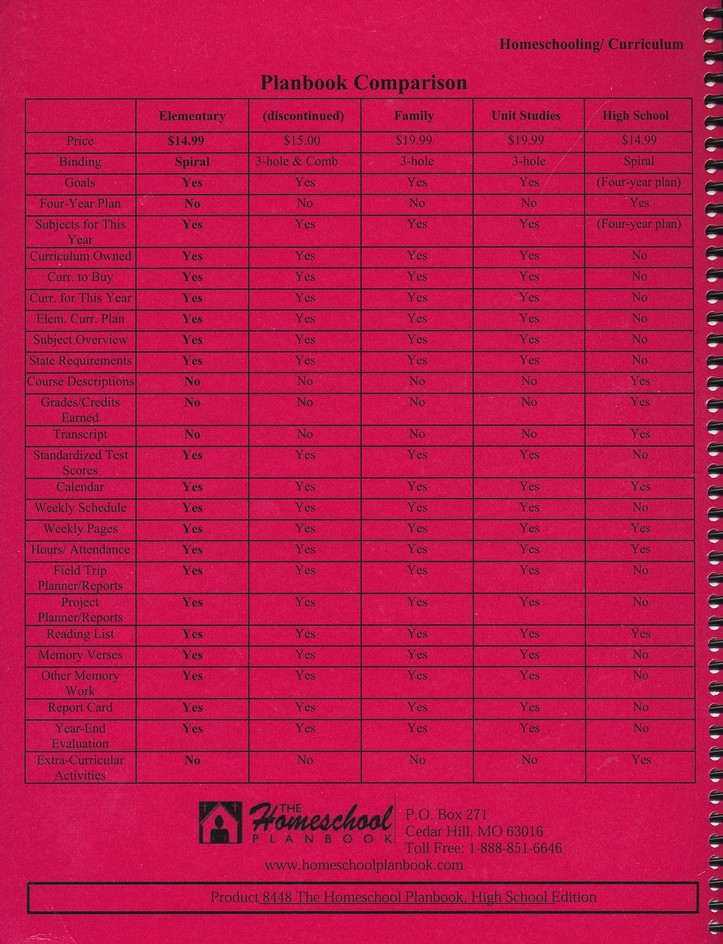 Homeschooling/ Curriculum
Planbook Comparison
Elementary (discontinued) Family Unit Studies High School
Price $14.99 $15.00 $19.99 $19.99 $14.99
Binding Spiral 3-hole & Comb 3-hole 3-hole Spiral
Goals Yes Yes Yes Yes (Four-year plan)
Four-Year Plan No No No No Yes
Subjects for This Yes Yes Yes Yes (Four-year plan)
Year
Curriculum Owned Yes Yes Yes Yes No
Curr. to Buy Yes Yes Yes Yes No
Curr. for This Year Yes Yes Yes Yes No
Elem. Curr. Plan Yes Yes Yes Yes No
Subject Overview Yes Yes Yes Yes No
State Requirements Yes Yes Yes Yes No
Course Descriptions No No No No Yes
Grades/Credits No No No No Yes
Earned
Transcript No No No No Yes
Standardized Test Yes Yes Yes Yes No
Scores
Calendar Yes Yes Yes Yes Yes
Weekly Schedule Yes Yes Yes Yes No
Weekly Pages Yes Yes Yes Yes Yes
Hours/ Attendance Yes Yes Yes Yes Yes
Field Trip Yes Yes Yes Yes No
Planner/Reports
Project Yes Yes Yes Yes No
Planner/Reports
Reading List Yes Yes Yes Yes Yes
Memory Verses Yes Yes Yes Yes No
Other Memory Yes Yes Yes Yes No
Work
Report Card Yes Yes Yes Yes No
Year-End Yes Yes Yes Yes No
Evaluation
Extra-Curricular No No No No Yes
Activities
THE
Homeschool
PLANBOOK
P.O. Box 271
Cedar Hill, MO 63016
Toll Free: 1-888-851-6646
www.homeschoolplanbook.com
Product 8448 The Homeschool Planbook, High School Edition